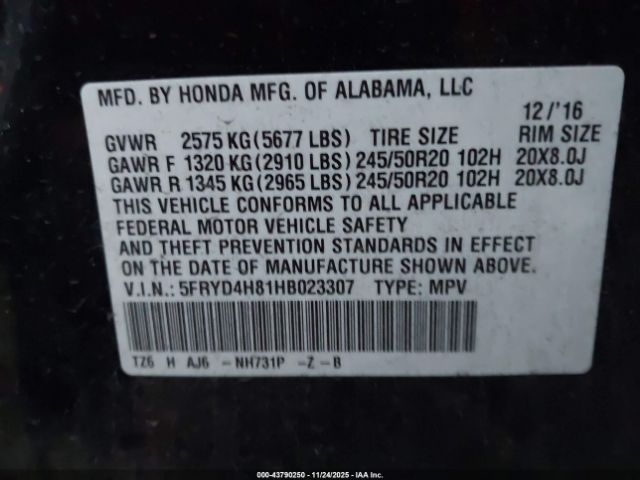 MFD. BY HONDA MFG. OF ALABAMA, LLC
12/'16
GVWR 2575 KG(5677 LBS) TIRE SIZE RIM SIZE
GAWR F 1320 KG(2910 LBS) 245/50R20 102H 20X8.0J
GAWR R 1345 KG(2965 LBS) 245/50R20 102H 20X8.0J
THIS VEHICLE CONFORMS TO ALL APPLICABLE
FEDERAL MOTOR VEHICLE SAFETY
AND THEFT PREVENTION STANDARDS IN EFFECT
ON THE DATE OF MANUFACTURE SHOWN ABOVE.
V.I.N.: 5FRYD4H81HB023307 TYPE: MPV
TZ6 H AJ6 -NH731P -Z -B
000-43790250 - 11/24/2025 - IAA Inc.